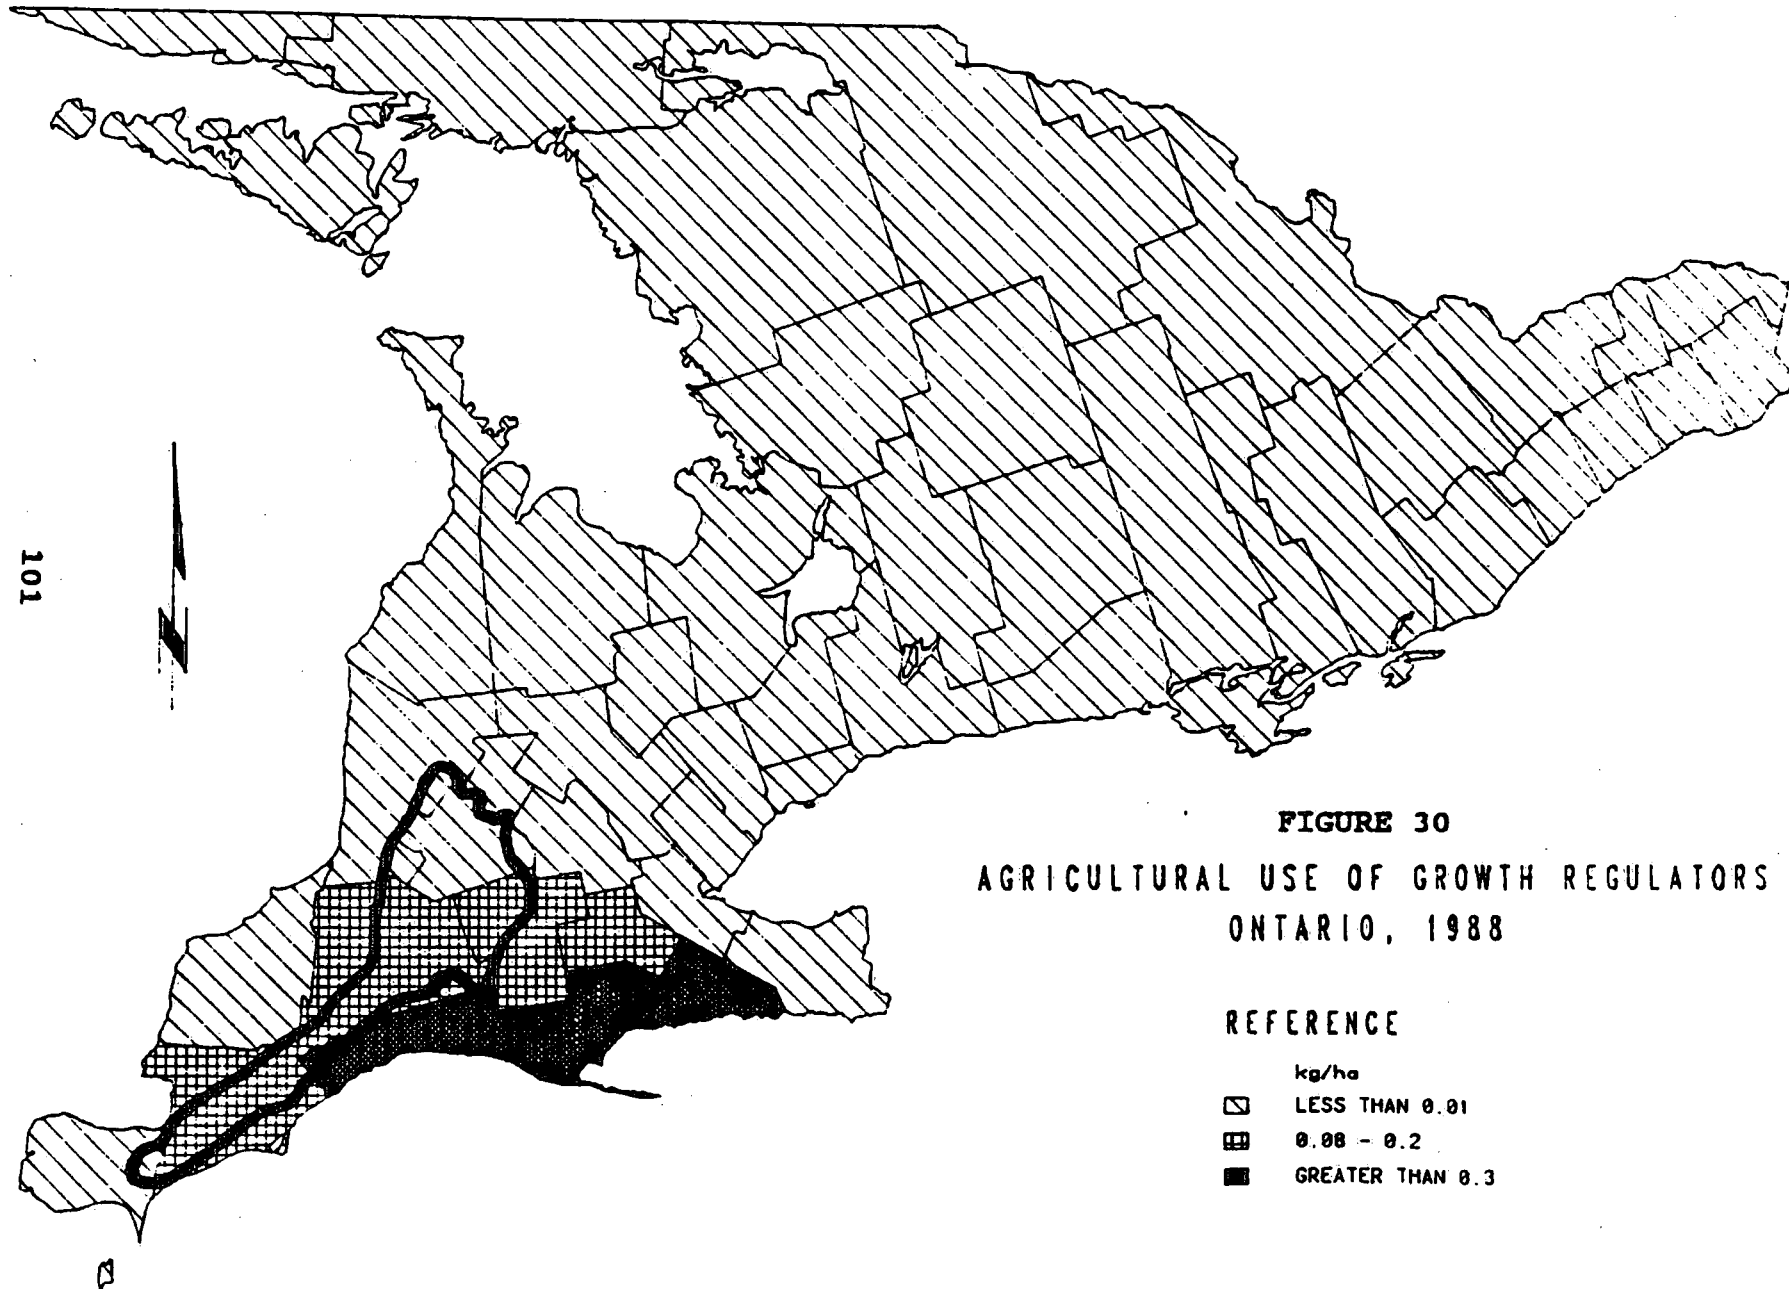 101
FIGURE 30
AGRICULTURAL USE OF GROWTH REGULATORS
ONTARIO, 1988
REFERENCE
kg/ha
LESS THAN 0.01
0.08 - 0.2
GREATER THAN 0.3